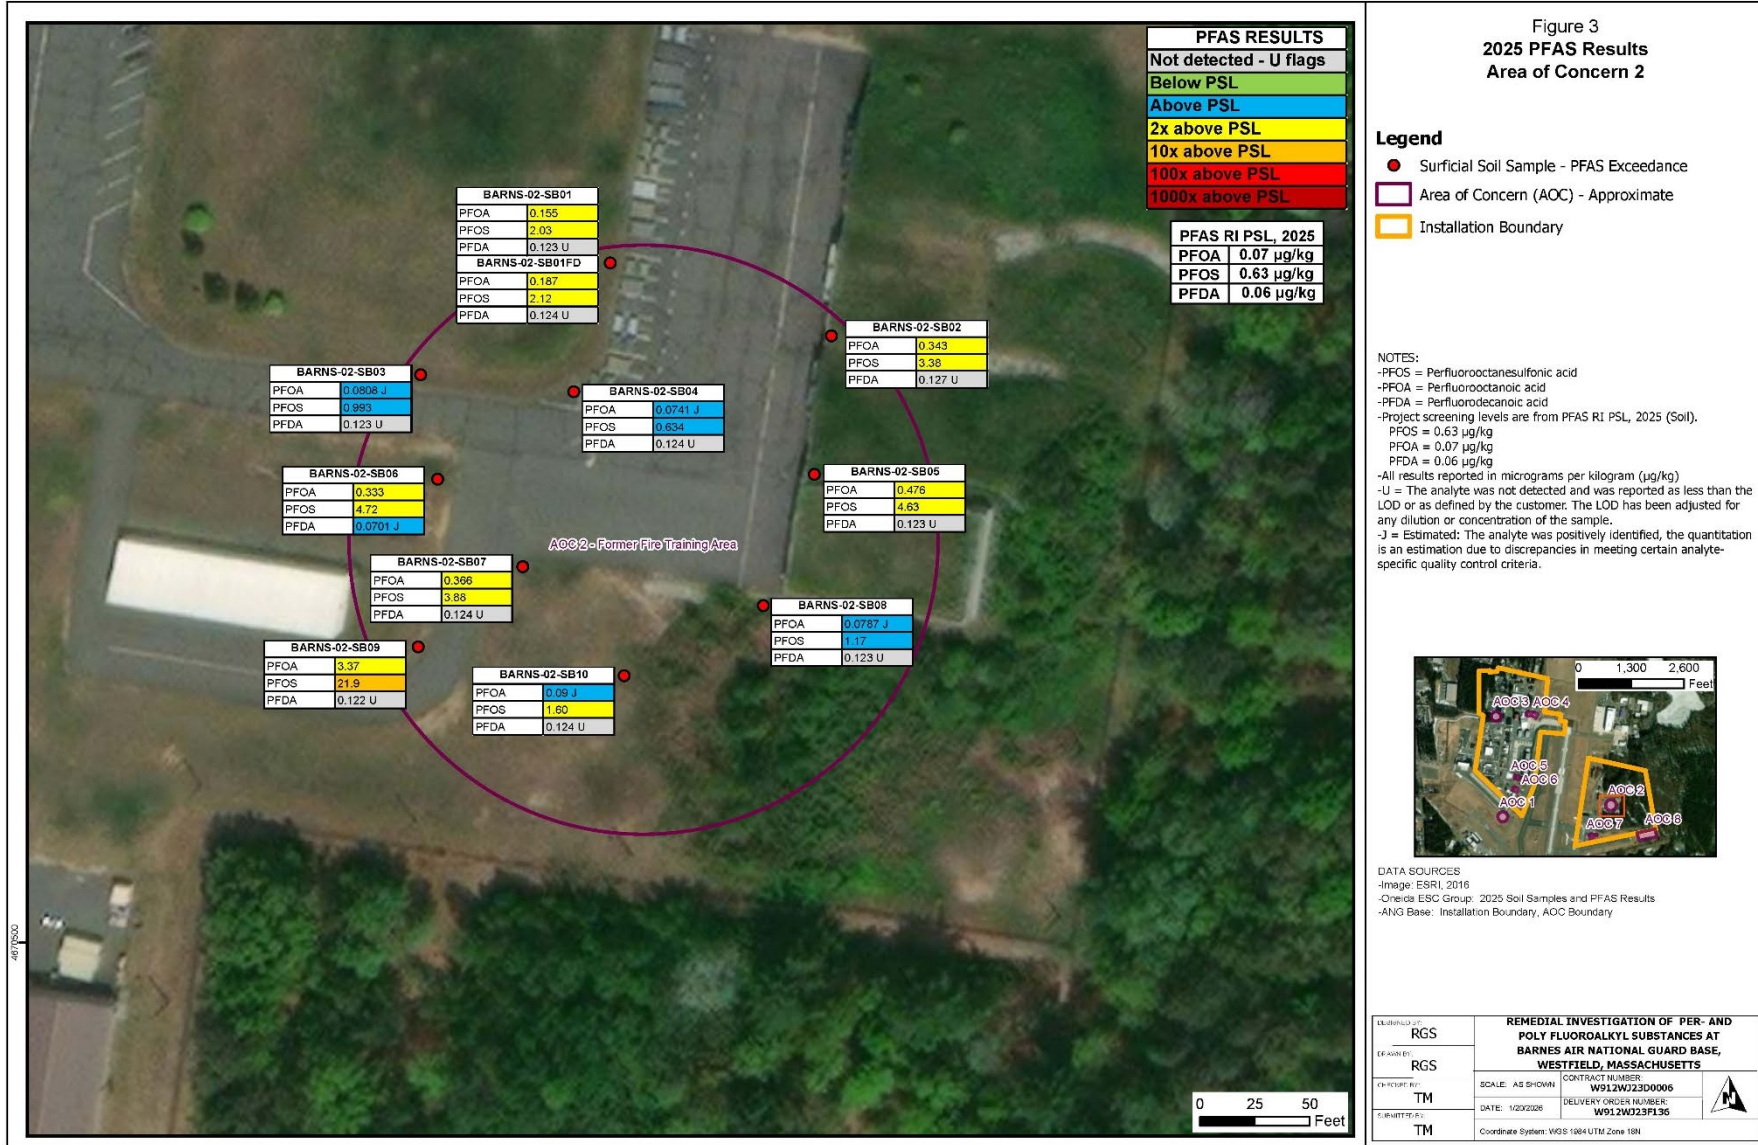 Figure 3
2025 PFAS Results
Area of Concern 2
PFAS RESULTS
Not detected - U flags
Below PSL
Above PSL
2x above PSL
10x above PSL
100x above PSL
1000x above PSL
PFAS RI PSL, 2025
PFOA 0.07 µg/kg
PFOS 0.63 µg/kg
PFDA 0.06 µg/kg
BARNS-02-SB01
PFOA 0.155
PFOS 2.03
PFDA 0.123 U
BARNS-02-SB01FD
PFOA 0.187
PFOS 2.12
PFDA 0.124 U
BARNS-02-SB02
PFOA 0.343
PFOS 3.38
PFDA 0.127 U
BARNS-02-SB03
PFOA 0.0808 J
PFOS 0.993
PFDA 0.123 U
BARNS-02-SB04
PFOA 0.0741 J
PFOS 0.634
PFDA 0.124 U
BARNS-02-SB06
PFOA 0.333
PFOS 4.72
PFDA 0.0701 J
BARNS-02-SB05
PFOA 0.476
PFOS 4.63
PFDA 0.123 U
AOC 2 - Former Fire Training Area
BARNS-02-SB07
PFOA 0.366
PFOS 3.88
PFDA 0.124 U
BARNS-02-SB08
PFOA 0.0787 J
PFOS 1.17
PFDA 0.123 U
BARNS-02-SB09
PFOA 3.37
PFOS 21.9
PFDA 0.122 U
BARNS-02-SB10
PFOA 0.09 J
PFOS 1.60
PFDA 0.124 U
4670500
0 25 50
Feet
Legend
Surficial Soil Sample - PFAS Exceedance
Area of Concern (AOC) - Approximate
Installation Boundary
NOTES:
-PFOS = Perfluorooctanesulfonic acid
-PFOA = Perfluorooctanoic acid
-PFDA = Perfluorodecanoic acid
-Project screening levels are from PFAS RI PSL, 2025 (Soil).
PFOS = 0.63 µg/kg
PFOA = 0.07 µg/kg
PFDA = 0.06 µg/kg
-All results reported in micrograms per kilogram (µg/kg)
-U = The analyte was not detected and was reported as less than the
LOD or as defined by the customer. The LOD has been adjusted for
any dilution or concentration of the sample.
-J = Estimated: The analyte was positively identified, the quantitation
is an estimation due to discrepancies in meeting certain analyte-
specific quality control criteria.
0 1,300 2,600
Feet
AOC 3
AOC 4
AOC 5
AOC 6
AOC 1
AOC 2
AOC 7
AOC 8
DATA SOURCES
-Image: ESRI, 2016
-Oneida ESC Group: 2025 Soil Samples and PFAS Results
-ANG Base: Installation Boundary, AOC Boundary
DESIGNED BY:
RGS
DRAWN BY:
RGS
CHECKED BY:
TM
SUBMITTED BY:
TM
REMEDIAL INVESTIGATION OF PER- AND
POLY FLUOROALKYL SUBSTANCES AT
BARNES AIR NATIONAL GUARD BASE,
WESTFIELD, MASSACHUSETTS
SCALE: AS SHOWN
CONTRACT NUMBER:
W912WJ23D0006
DATE: 1/20/2026
DELIVERY ORDER NUMBER:
W912WJ23F136
Coordinate System: WGS 1984 UTM Zone 18N
N